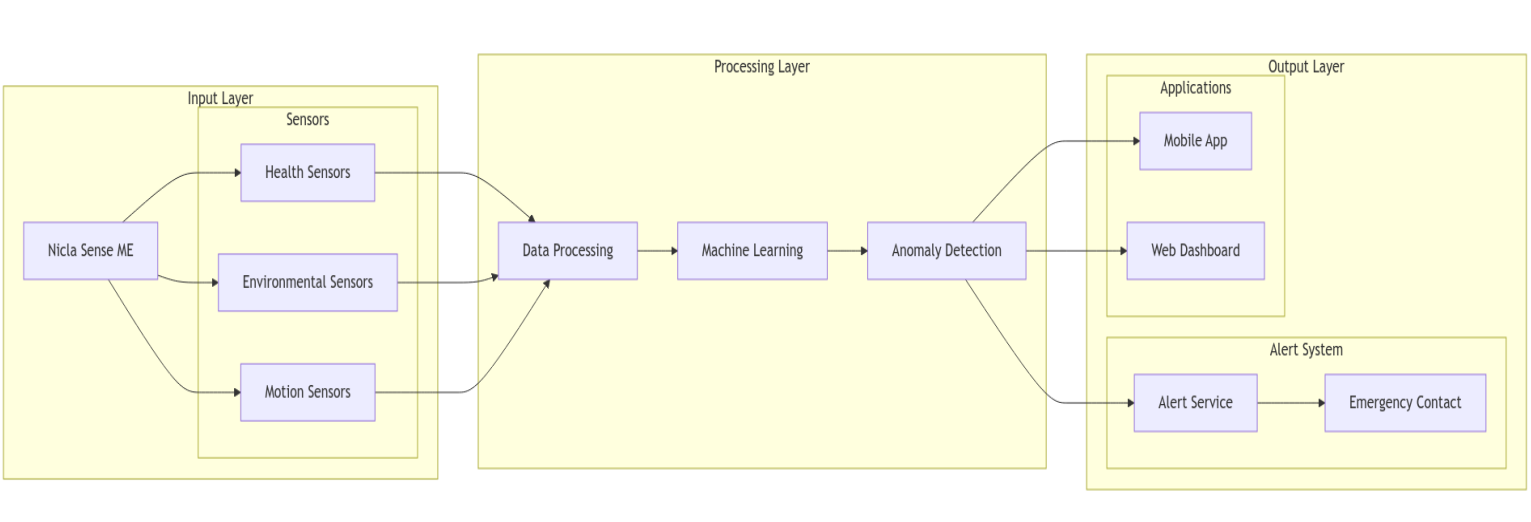 Input Layer
Sensors
Nicla Sense ME
Health Sensors
Environmental Sensors
Motion Sensors
Processing Layer
Data Processing
Machine Learning
Anomaly Detection
Output Layer
Applications
Mobile App
Web Dashboard
Alert System
Alert Service
Emergency Contact